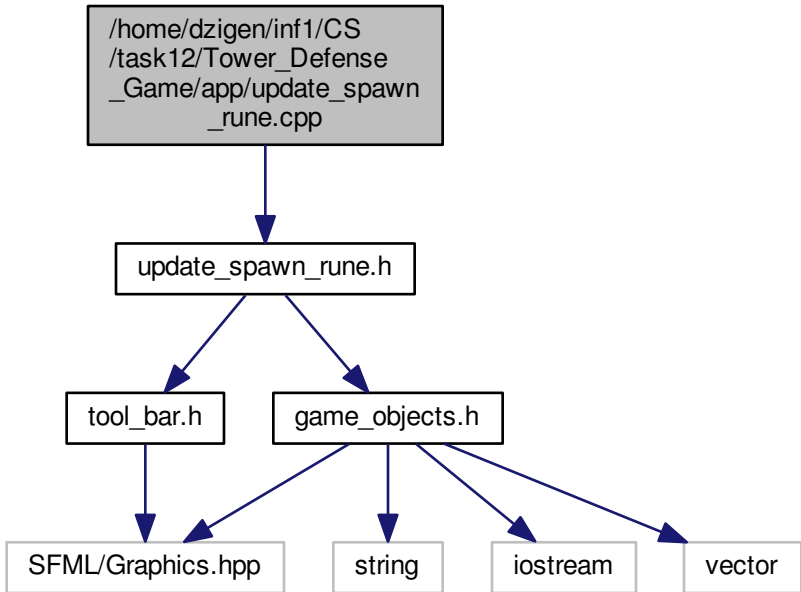 /home/dzigen/inf1/CS
/task12/Tower_Defense
_Game/app/update_spawn
_rune.cpp
update_spawn_rune.h
tool_bar.h
game_objects.h
SFML/Graphics.hpp
string
iostream
vector